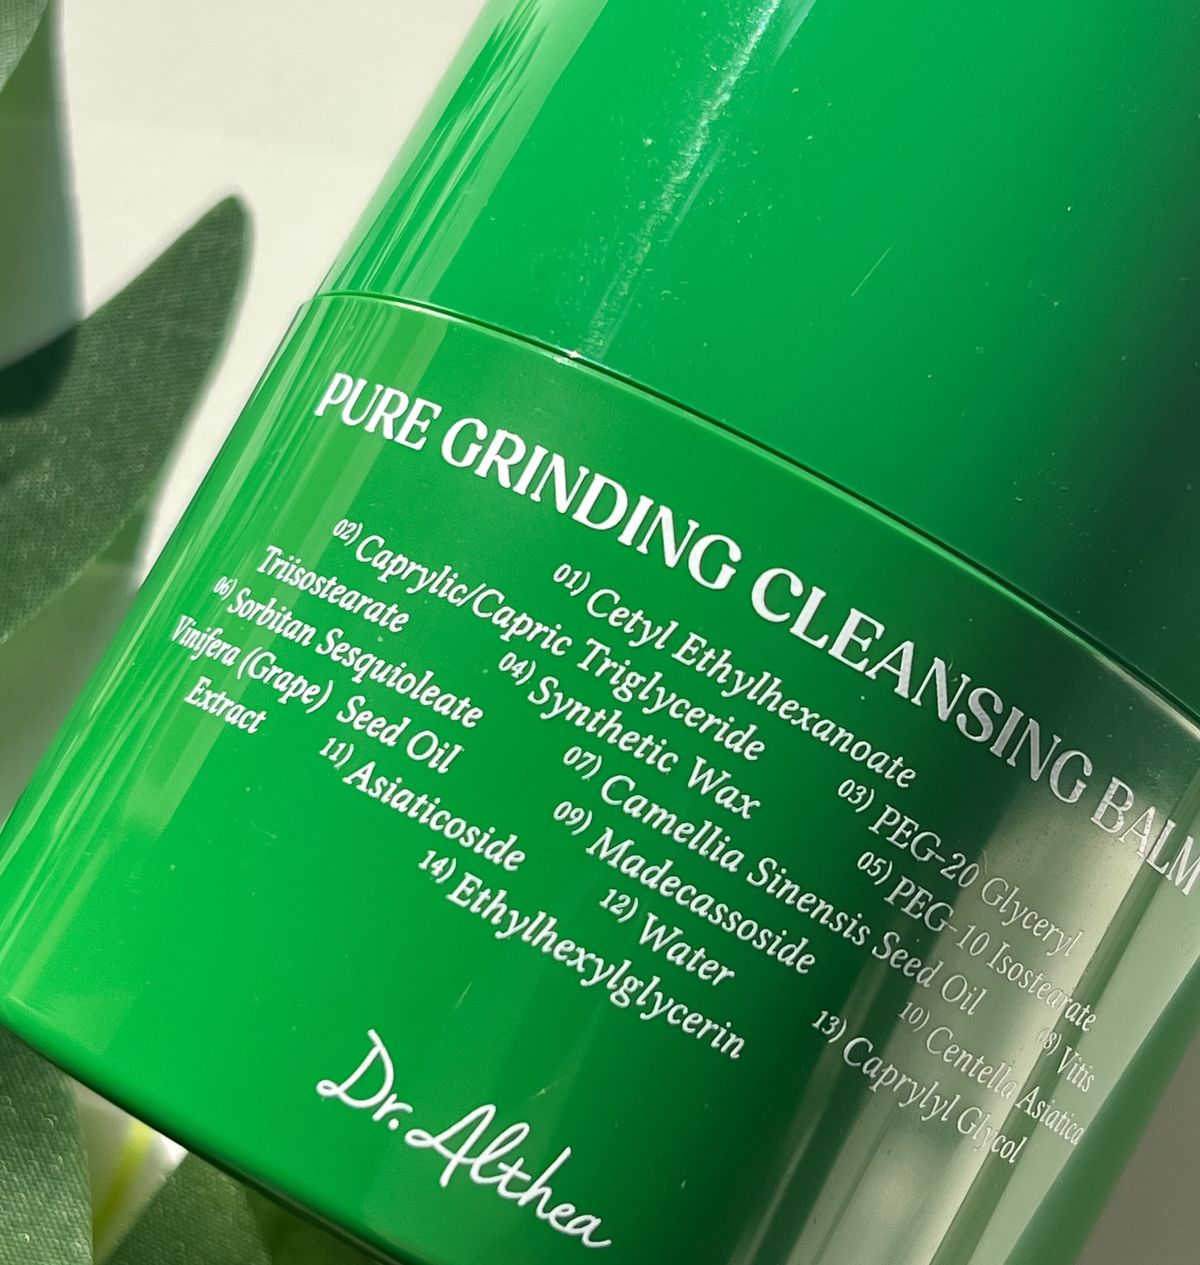 PURE GRINDING CLEANSING BALM
01) Cetyl Ethylhexanoate
02) Caprylic/Capric Triglyceride 03) PEG-20 Glyceryl
Triisostearate 04) Synthetic Wax 05) PEG-10 Isostearate
06) Sorbitan Sesquioleate 07) Camellia Sinensis Seed Oil 08) Vitis
Vinifera (Grape) Seed Oil 09) Madecassoside 10) Centella Asiatica
Extract 11) Asiaticoside 12) Water 13) Caprylyl Glycol
14) Ethylhexylglycerin
Dr. Althea